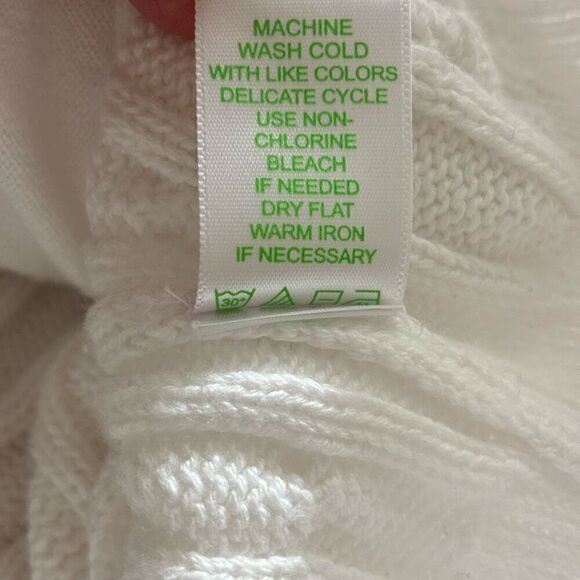 MACHINE
WASH COLD
WITH LIKE COLORS
DELICATE CYCLE
USE NON-
CHLORINE
BLEACH
IF NEEDED
DRY FLAT
WARM IRON
IF NECESSARY
30°